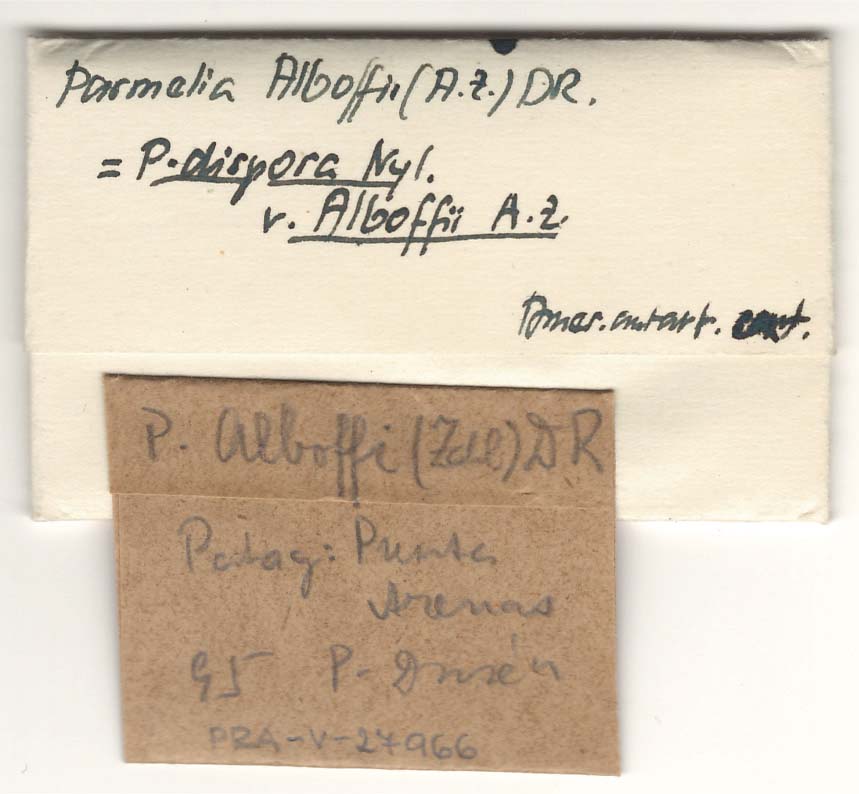 Parmelia Alboffii (A.Z.) DR.
= P. dispora Nyl.
v. Alboffii A.Z.
Amer. antart.
P. Alboffi (Zahl) DR
Patag: Punta
Arenas
95 P. Dusén
PRA-V-27966